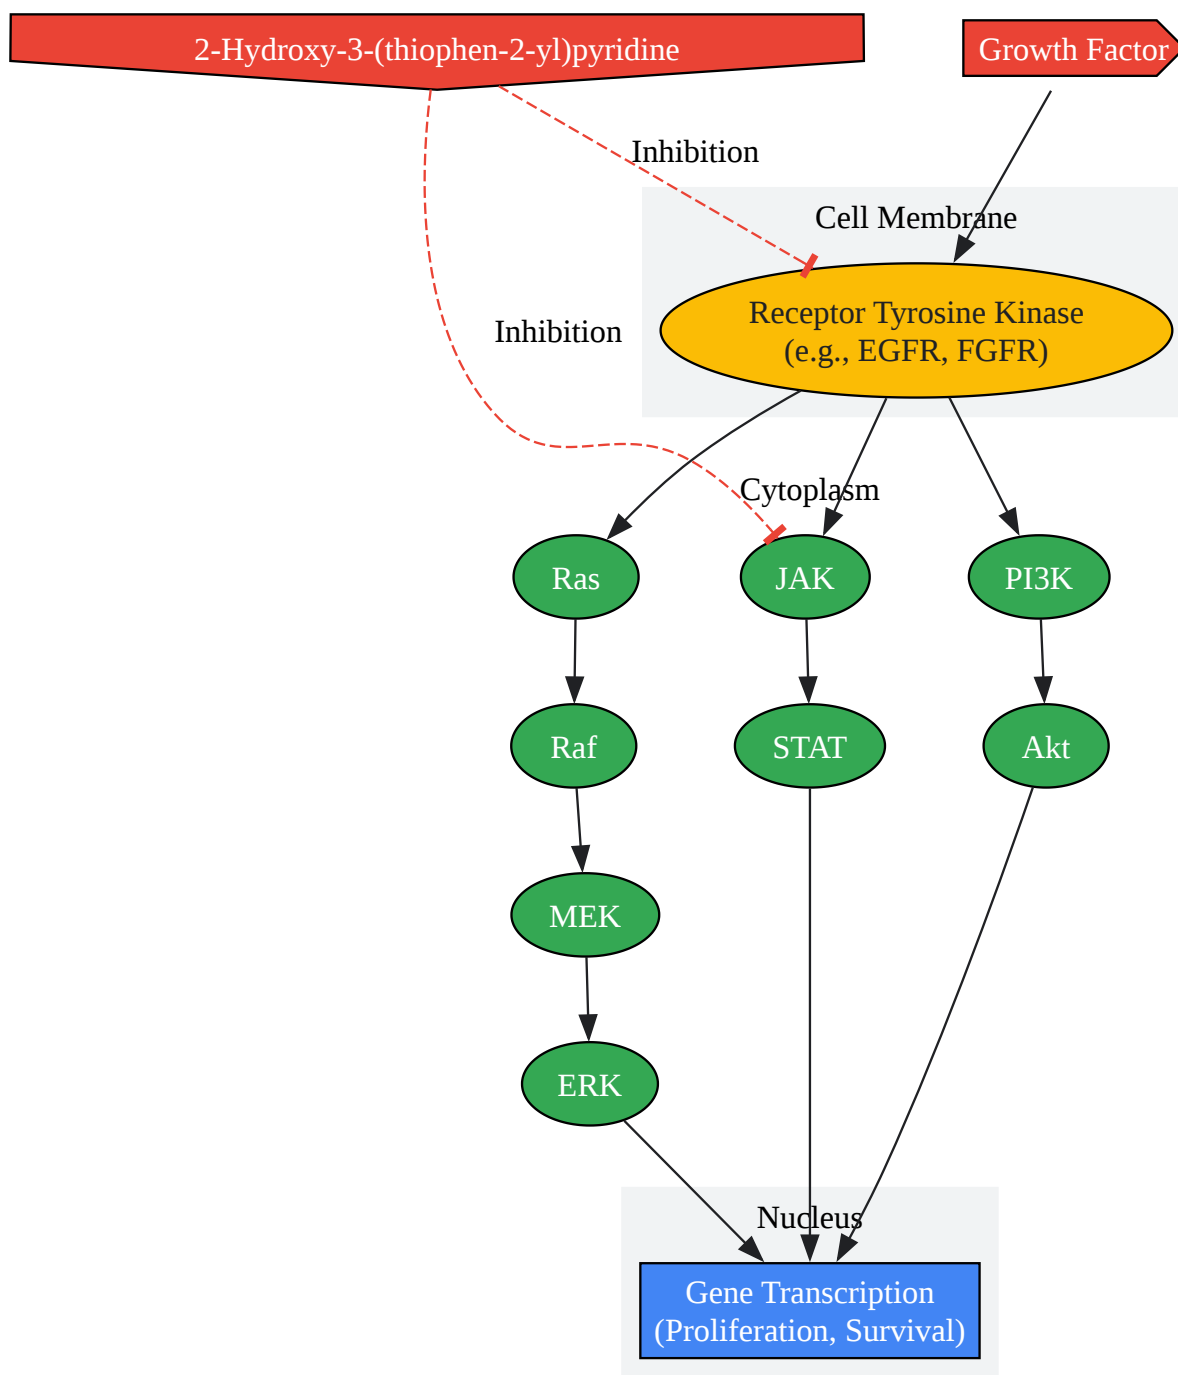 2-Hydroxy-3-(thiophen-2-yl)pyridine
Growth Factor
Inhibition
Cell Membrane
Receptor Tyrosine Kinase
(e.g., EGFR, FGFR)
Inhibition
Cytoplasm
Ras
JAK
PI3K
Raf
STAT
Akt
MEK
ERK
Nucleus
Gene Transcription
(Proliferation, Survival)